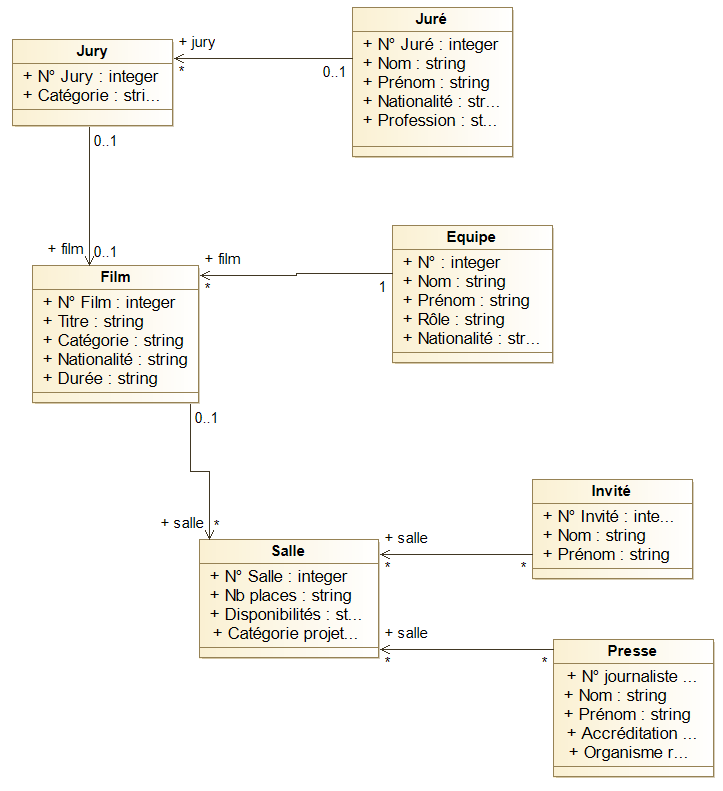 Juré
+ N° Juré : integer
+ Nom : string
+ Prénom : string
+ Nationalité : str...
+ Profession : st...
0..1
+ jury
*
Jury
+ N° Jury : integer
+ Catégorie : stri...
0..1
+ film
0..1
Film
+ N° Film : integer
+ Titre : string
+ Catégorie : string
+ Nationalité : string
+ Durée : string
+ film
*
1
Equipe
+ N° : integer
+ Nom : string
+ Prénom : string
+ Rôle : string
+ Nationalité : str...
0..1
+ salle
*
Salle
+ N° Salle : integer
+ Nb places : string
+ Disponibilités : st...
+ Catégorie projet...
+ salle
*
*
Invité
+ N° Invité : inte...
+ Nom : string
+ Prénom : string
+ salle
*
*
Presse
+ N° journaliste ...
+ Nom : string
+ Prénom : string
+ Accréditation ...
+ Organisme r...